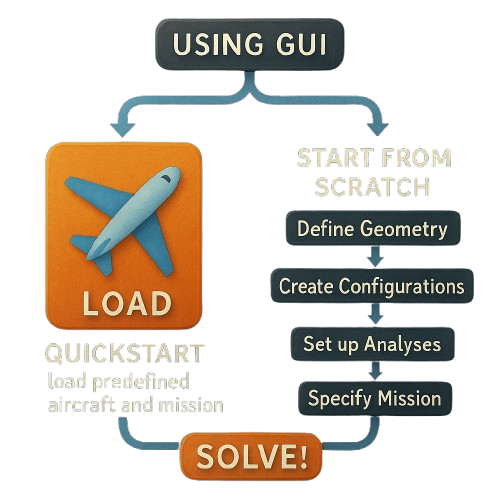 USING GUI
LOAD
QUICKSTART
load predefined
aircraft and mission
START FROM
SCRATCH
Define Geometry
Create Configurations
Set up Analyses
Specify Mission
SOLVE!